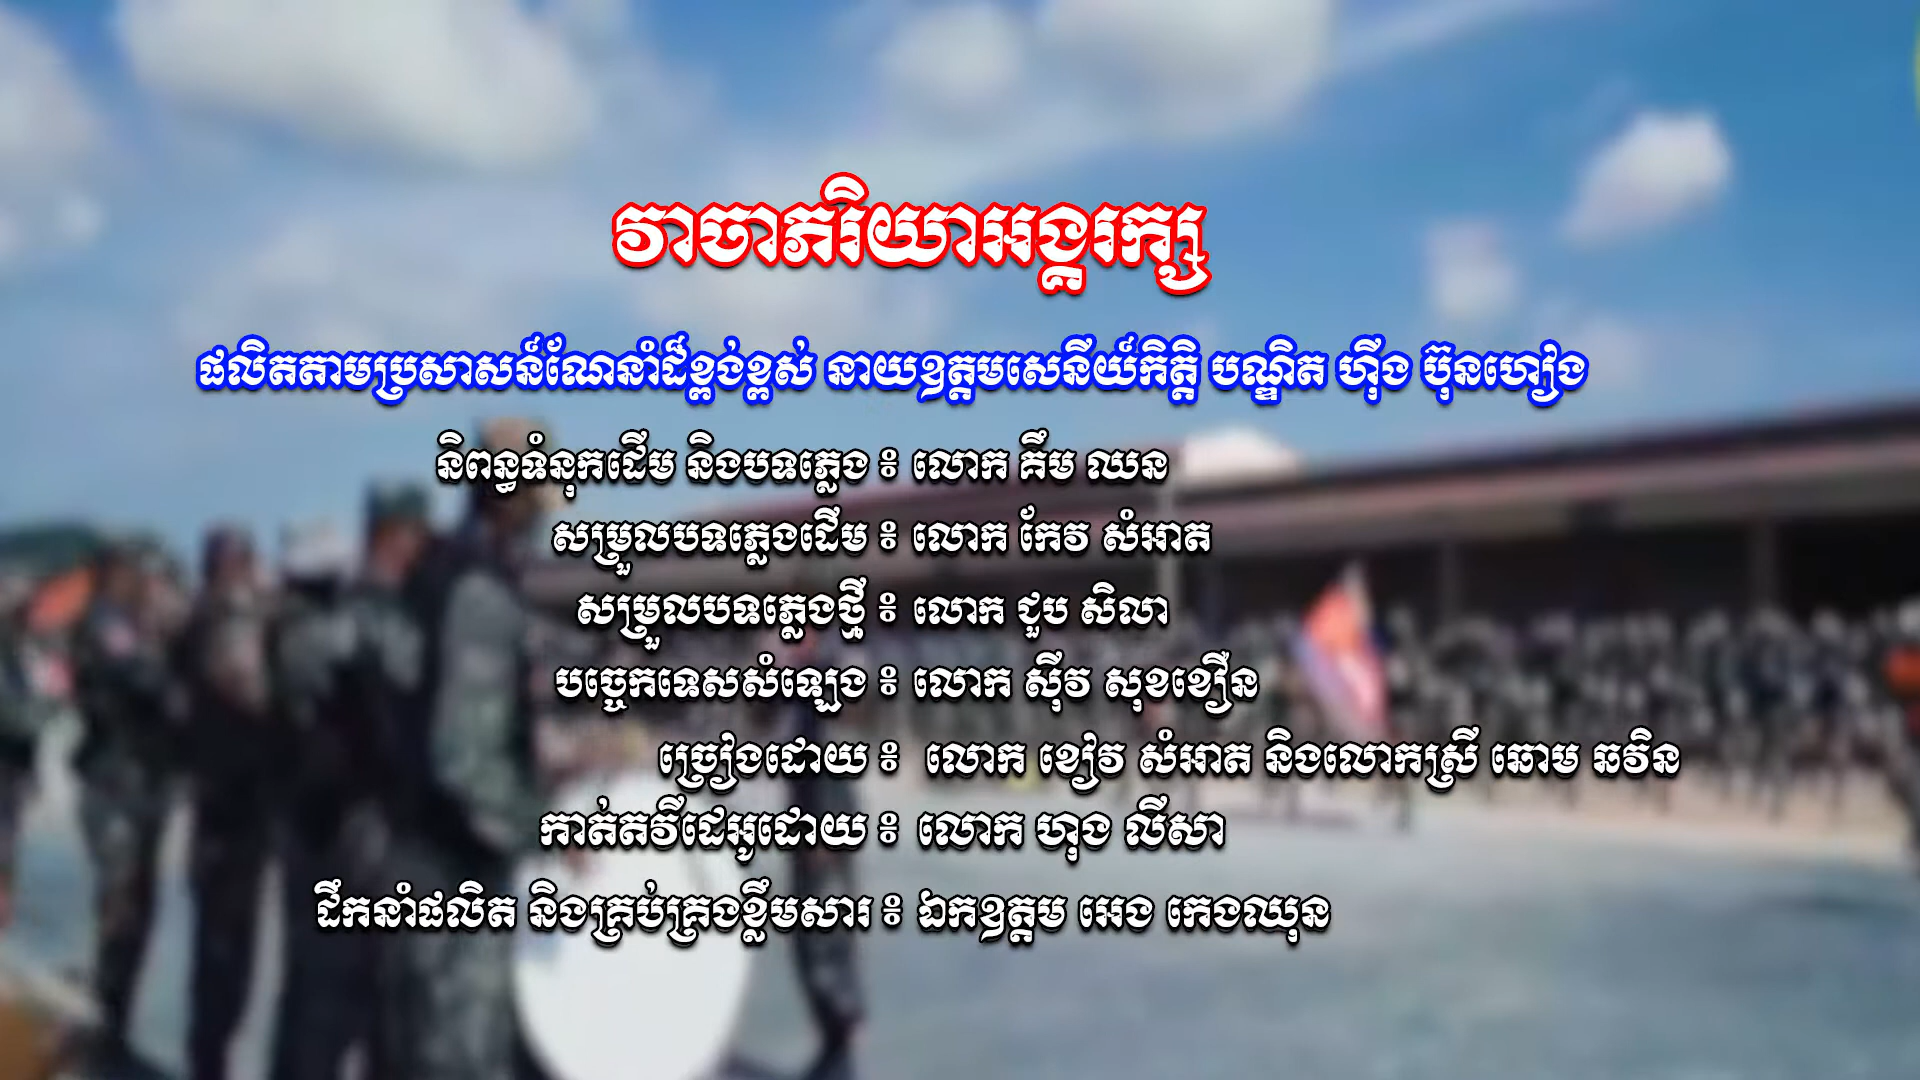 វាចាភរិយាអង្គរក្ស
ផលិតតាមប្រសាសន៍ណែនាំដ៏ខ្ពង់ខ្ពស់ នាយឧត្តមសេនីយ៍កិត្តិ បណ្ឌិត ហ៊ីង ប៊ុនហៀង
និពន្ធទំនុកដើម និងបទភ្លេង ៖ លោក គឹម ឈន
សម្រួលបទភ្លេងដើម ៖ លោក កែវ សំអាត
សម្រួលបទភ្លេងថ្មី ៖ លោក ជួប សិលា
បច្ចេកទេសសំឡេង ៖ លោក ស៊ីវ សុខខឿន
ច្រៀងដោយ ៖ លោក ខៀវ សំអាត និងលោកស្រី ឆោម ឆវិន
កាត់តវីដេអូដោយ ៖ លោក ហុង លីសា
ដឹកនាំផលិត និងគ្រប់គ្រងខ្លឹមសារ ៖ ឯកឧត្តម អេង កេងឈុន